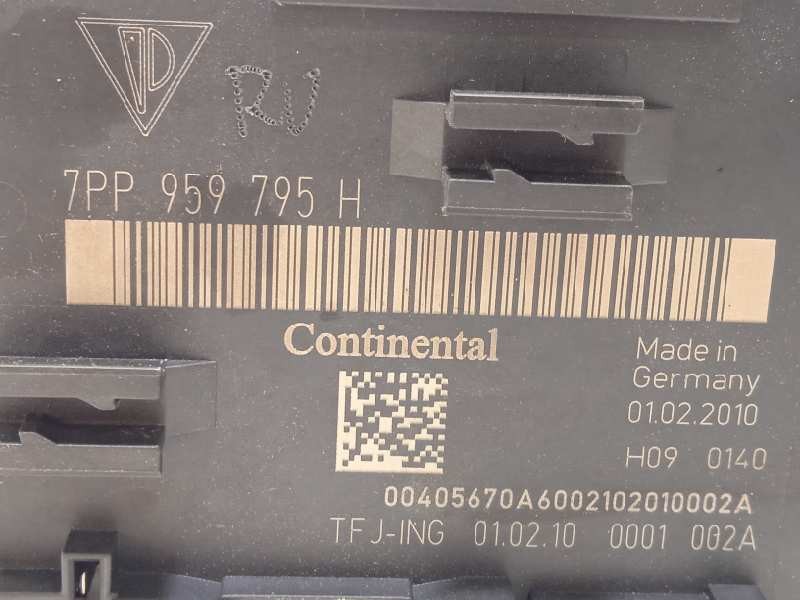 RV
7PP 959 795 H
Continental
Made in
Germany
01.02.2010
H09 0140
00405670A6002102010002A
TFJ-ING 01.02.10 0001 002A